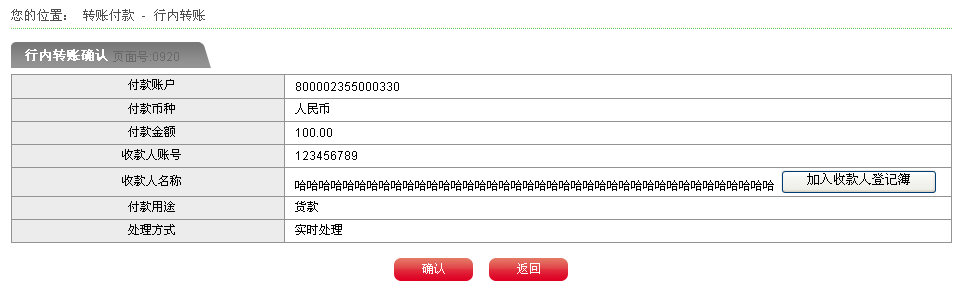 您的位置： 转账付款 - 行内转账
行内转账确认 页面号:0920
付款账户 800002355000330
付款币种 人民币
付款金额 100.00
收款人账号 123456789
收款人名称 哈哈哈哈哈哈哈哈哈哈哈哈哈哈哈哈哈哈哈哈哈哈哈哈哈哈哈哈哈哈哈哈哈哈哈哈哈哈哈哈 加入收款人登记簿
付款用途 货款
处理方式 实时处理
确认 返回